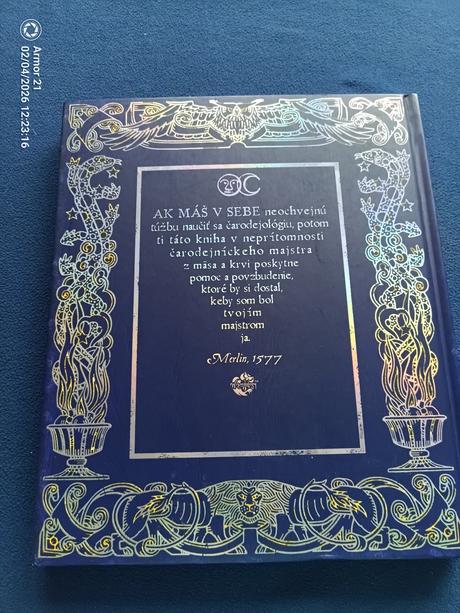 Armor 21
02/04/2026 12:23:16
AK MÁŠ V SEBE neochvejnú
túžbu naučiť sa čarodejológiu, potom
ti táto kniha v neprítomnosti
čarodejníckeho majstra
z mäsa a krvi poskytne
pomoc a povzbudenie,
ktoré by si dostal,
keby som bol
tvojím
majstrom
ja.
Merlin, 1577